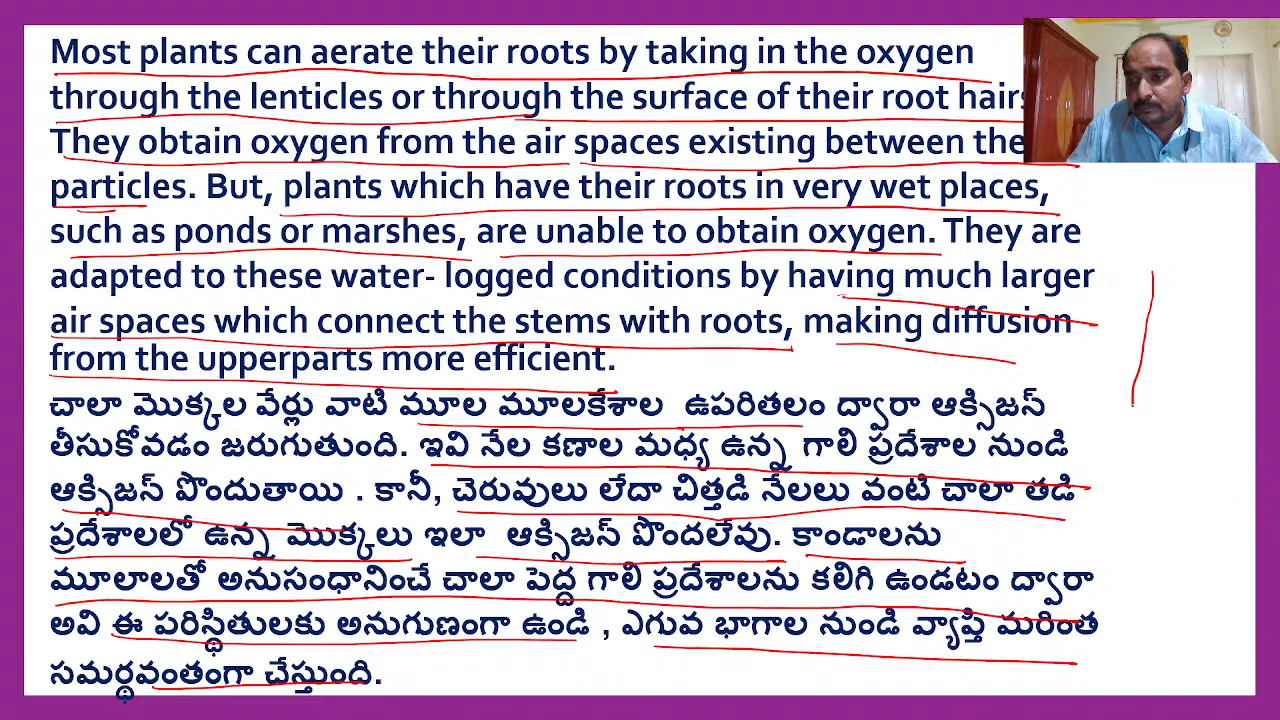 Most plants can aerate their roots by taking in the oxygen
through the lenticles or through the surface of their root hairs
They obtain oxygen from the air spaces existing between the
particles. But, plants which have their roots in very wet places,
such as ponds or marshes, are unable to obtain oxygen. They are
adapted to these water- logged conditions by having much larger
air spaces which connect the stems with roots, making diffusion
from the upperparts more efficient.
చాలా మొక్కల వేర్లు వాటి మూల మూలకేశాల ఉపరితలం ద్వారా ఆక్సిజన్
తీసుకోవడం జరుగుతుంది. ఇవి నేల కణాల మధ్య ఉన్న గాలి ప్రదేశాల నుండి
ఆక్సిజన్ పొందుతాయి . కానీ, చెరువులు లేదా చిత్తడి నేలలు వంటి చాలా తడి
ప్రదేశాలలో ఉన్న మొక్కలు ఇలా ఆక్సిజన్ పొందలేవు. కాండాలను
మూలాలతో అనుసంధానించే చాలా పెద్ద గాలి ప్రదేశాలను కలిగి ఉండటం ద్వారా
అవి ఈ పరిస్థితులకు అనుగుణంగా ఉండి , ఎగువ భాగాల నుండి వ్యాప్తి మరింత
సమర్థవంతంగా చేస్తుంది.